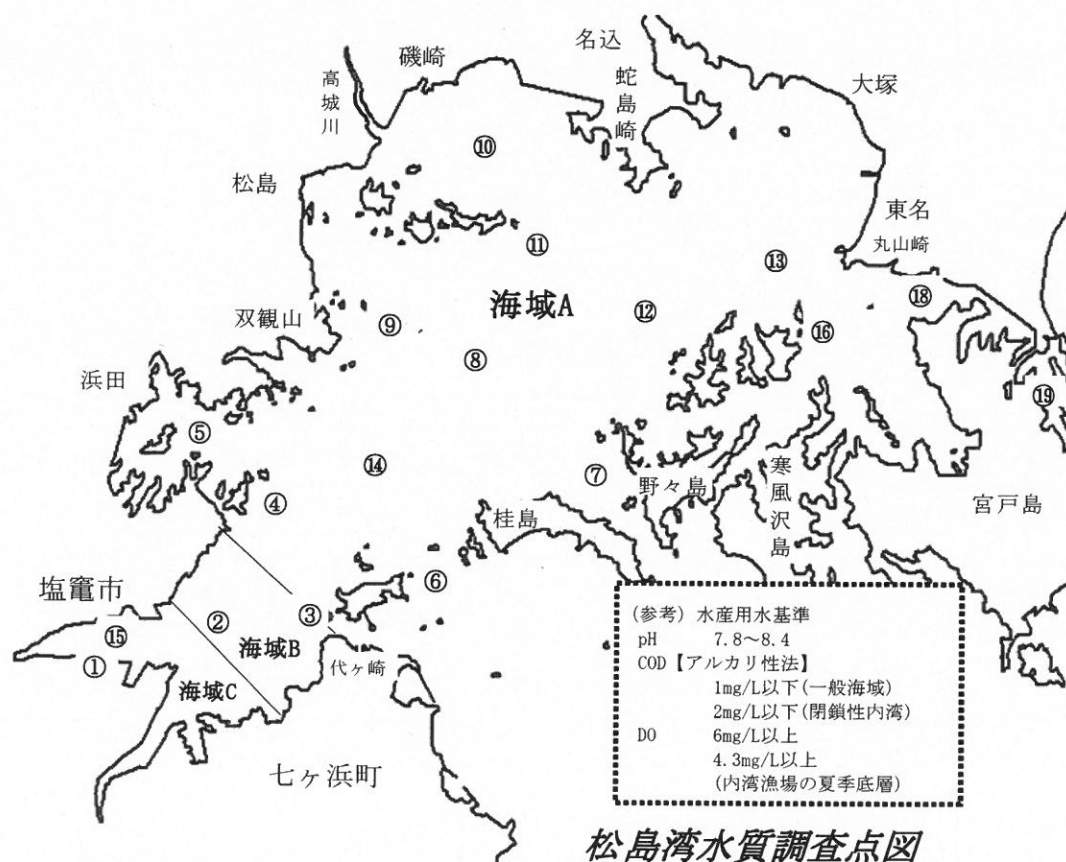 名込
磯崎
大塚
蛇島崎
高城川
⑩
松島
東名
丸山崎
⑪
⑬
⑱
海域A
⑫
⑯
双観山
⑨
⑧
浜田
⑲
⑤
⑭
⑦
野々島
寒風沢島
宮戸島
④
桂島
塩竈市
⑥
②
③
⑮
海域B
①
代ヶ崎
海域C
七ヶ浜町
(参考) 水産用水基準
pH 7.8～8.4
COD【アルカリ性法】
1mg/L以下(一般海域)
2mg/L以下(閉鎖性内湾)
DO 6mg/L以上
4.3mg/L以上
(内湾漁場の夏季底層)
松島湾水質調査点図